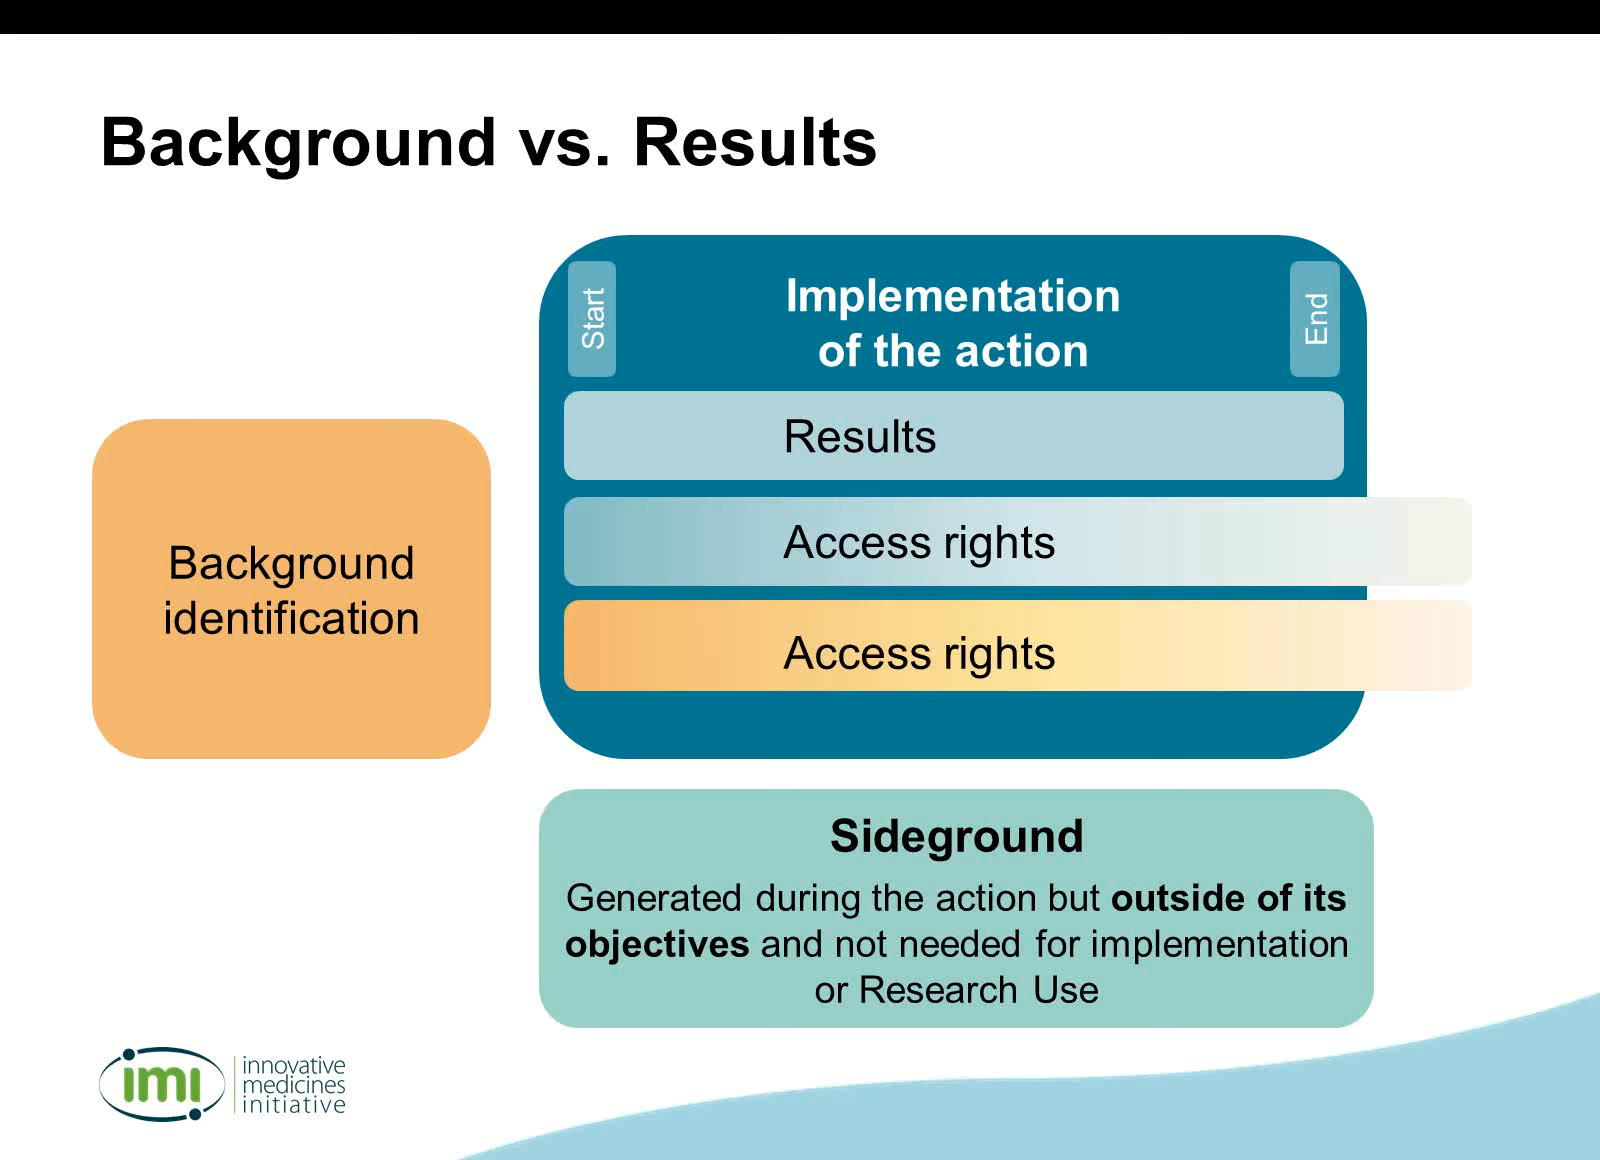 Background vs. Results
Start
Implementation
of the action
End
Results
Access rights
Access rights
Background
identification
Sideground
Generated during the action but outside of its
objectives and not needed for implementation
or Research Use
imi
innovative
medicines
initiative